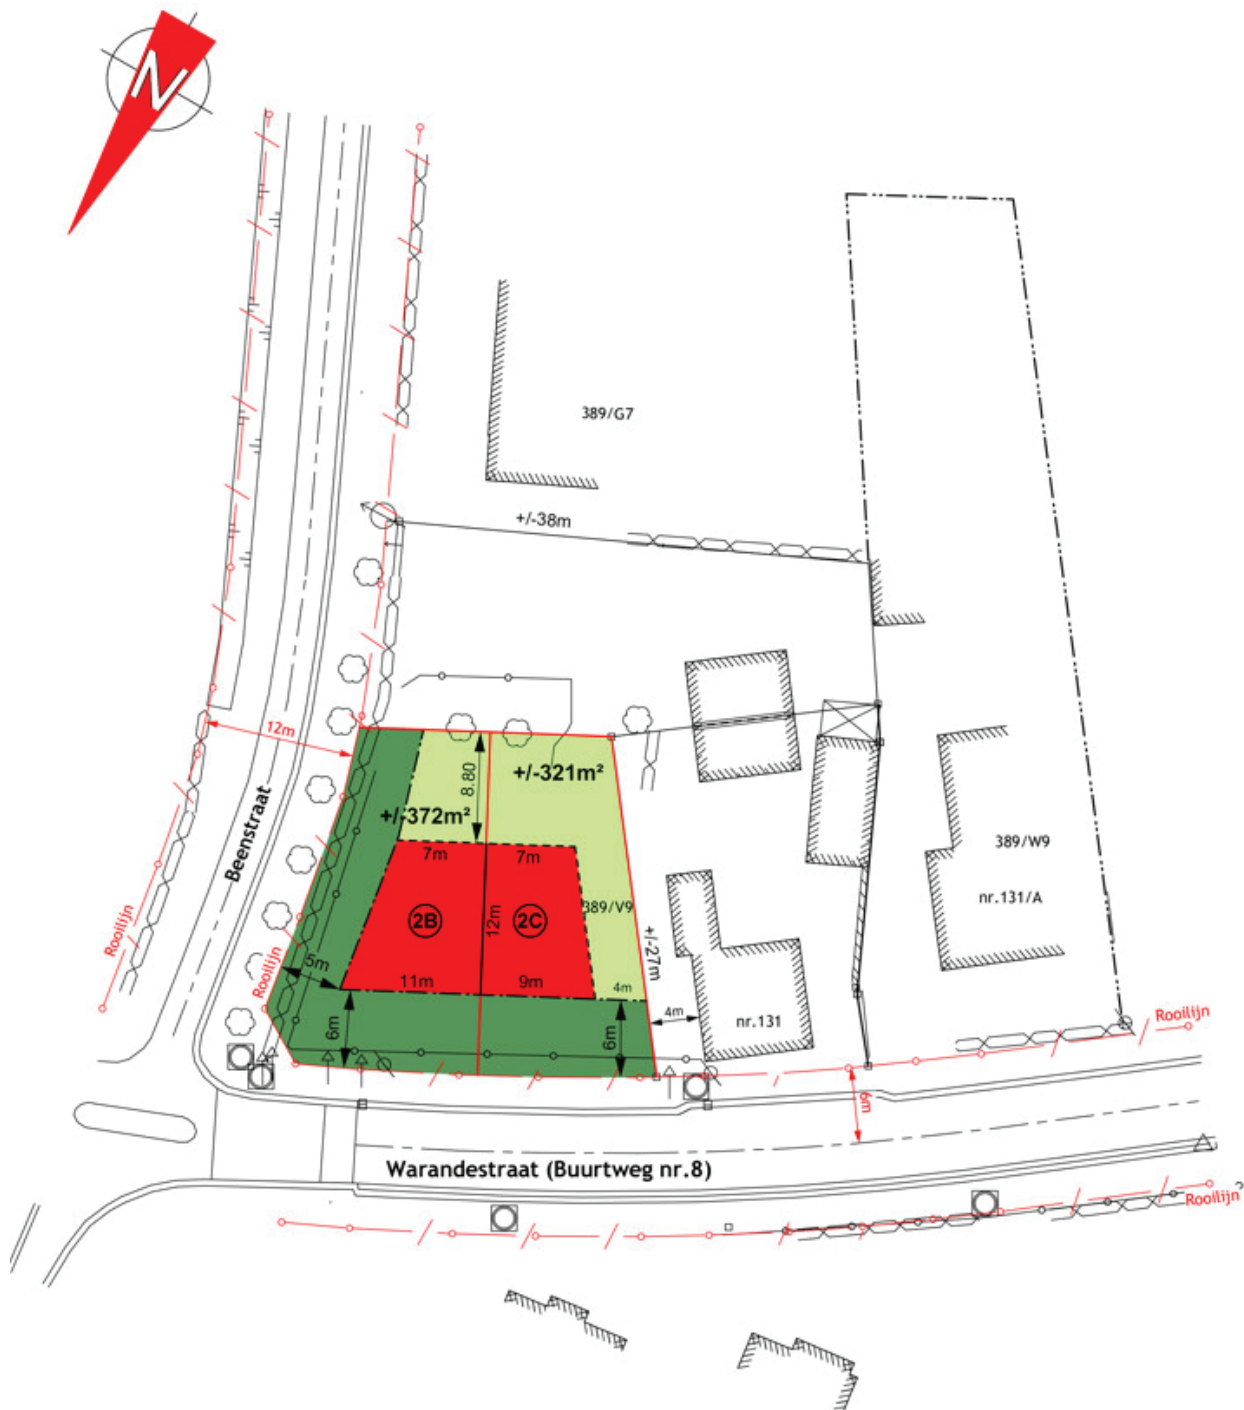 N
389/G7
+/-38m
12m
Beenstraat
+/-321m²
8.80
+/-372m²
7m
7m
389/W9
nr.131/A
389/V9
2B
2C
12m
+/-27m
Rooilijn
Rooilijn
5m
11m
9m
4m
4m
6m
6m
nr.131
Rooilijn
6m
Warandestraat (Buurtweg nr.8)
Rooilijn